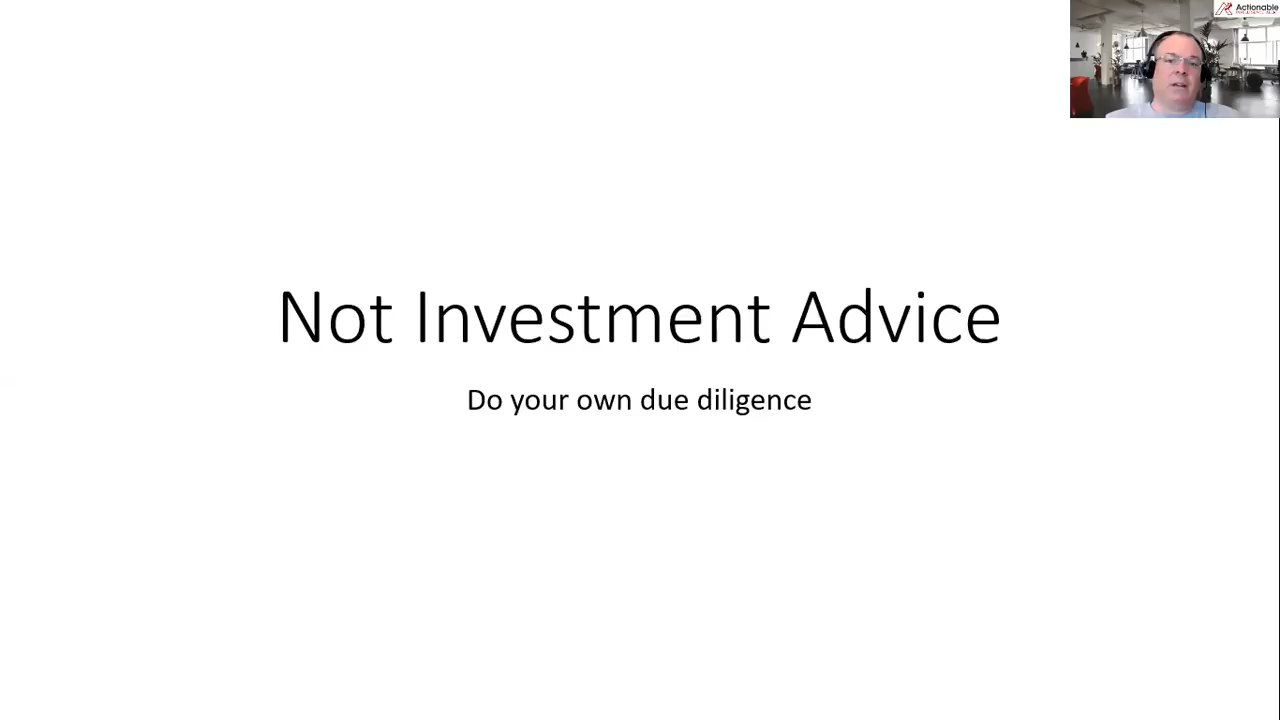 Actionable
Not Investment Advice
Do your own due diligence